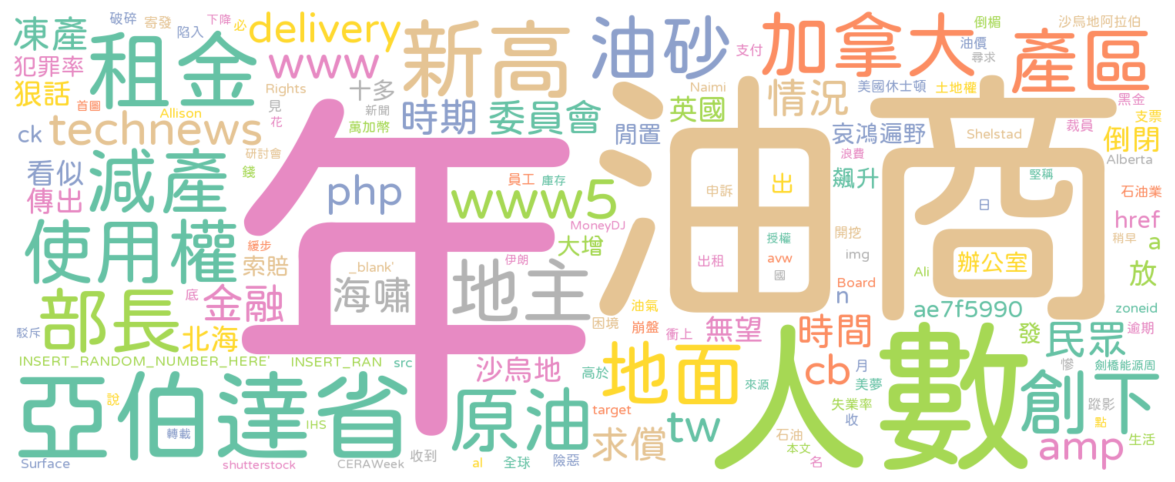 凍產
破碎
寄發
下降
必
陷入
delivery
新高
油砂
支付
加拿大
倒楣
沙烏地阿拉伯
油價
尋求
產區
犯罪率
狠話
首圖
租金
www
Rights
見
花
十多
新聞
萬加幣
時期
委員會
Naimi
英國
情況
美國休士頓
土地權
黑金
支票
裁員
倒閉
ck
technews
Allison
閒置
哀鴻遍野
Shelstad
Alberta
看似
傳出
減產
研討會
錢
年
php
員工
庫存
www5
油
申訴
出
浪費
飆升
商
堅稱
日
石油業
href
a
稍早
使用權
緩步
索賠
_blank'
伊朗
MoneyDJ
大增
授權
avw
國
出租
開挖
img
辦公室
放
Ali
部長
底
金融
海嘯
地主
油氣
Board
n
ae7f5990
zoneid
駁斥
北海
困境
崩盤
衝上
無望
時間
發
民眾
逾期
INSERT_RANDOM_NUMBER_HERE'
INSERT_RAN
src
沙烏地
高於
地面
來源
人
cb
月
美夢
數
慘
劍橋能源周
亞伯達省
說
轉載
IHS
原油
target
tw
失業率
收
創下
蹤影
點
求償
石油
本文
名
amp
生活
Surface
shutterstock
CERAWeek
收到
al
全球
險惡